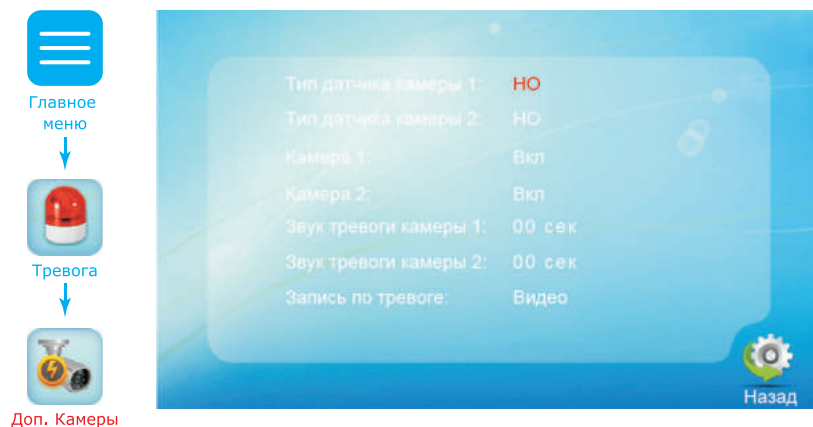 Главное
меню
Тревога
Доп. Камеры
Тип датчика камеры 1: НО
Тип датчика камеры 2: НО
Камера 1: Вкл
Камера 2: Вкл
Звук тревоги камеры 1: 00 сек
Звук тревоги камеры 2: 00 сек
Запись по тревоге: Видео
Назад